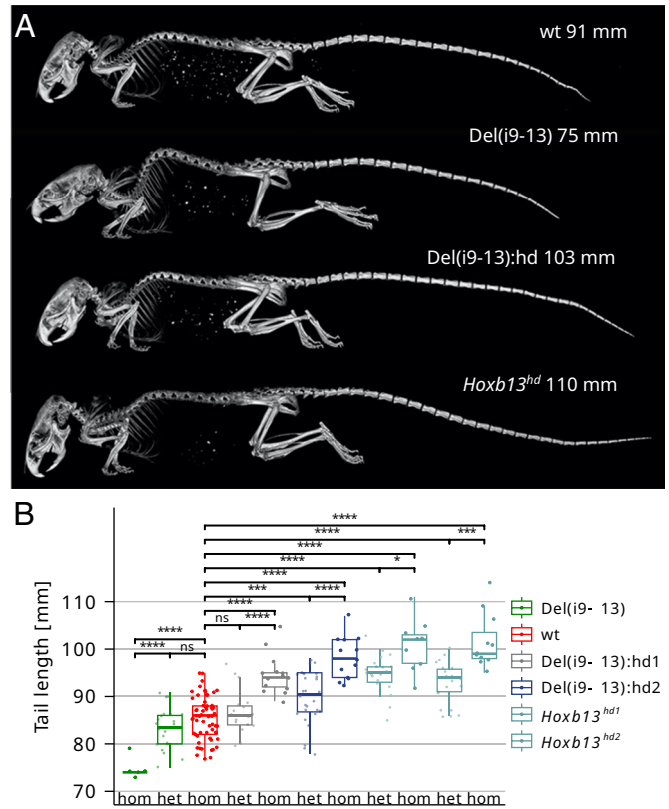 A
wt 91 mm
Del(i9-13) 75 mm
Del(i9-13):hd 103 mm
Hoxb13hd 110 mm
B
****
**** ***
****
**** *
****
*** ****
**** ****
**** ns ns ****
Tail length [mm]
110
100
90
80
70
hom het hom het hom het hom het hom het hom
Del(i9- 13)
wt
Del(i9- 13):hd1
Del(i9- 13):hd2
Hoxb13hd1
Hoxb13hd2